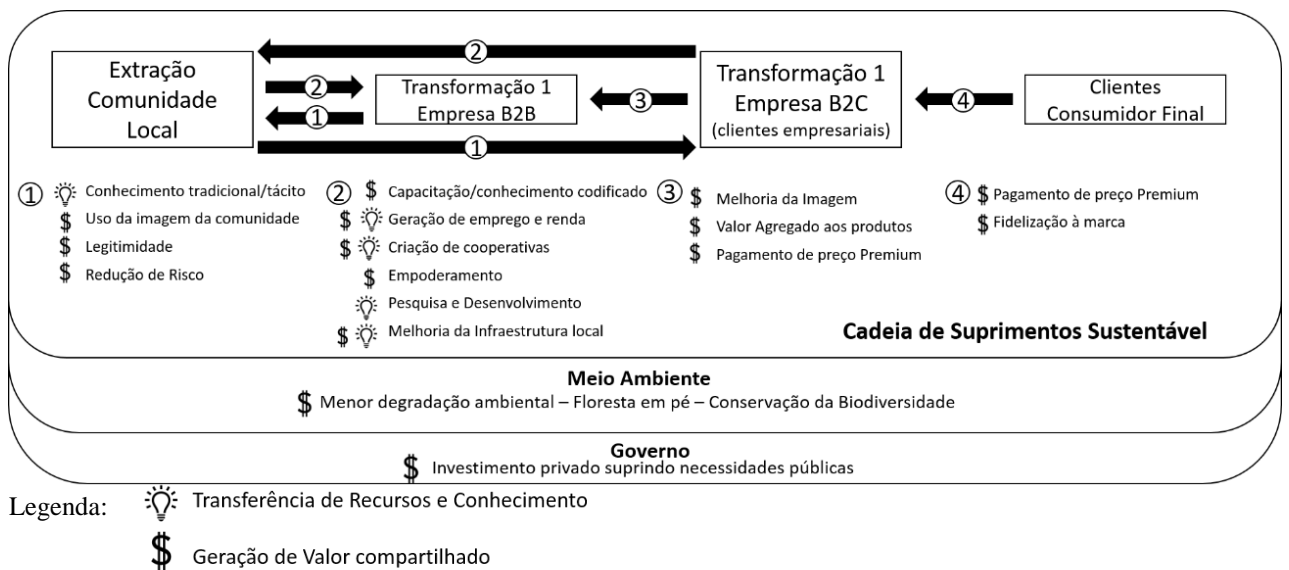 2
Extração
Comunidade
Local
2
1
Transformação 1
Empresa B2B
3
Transformação 1
Empresa B2C
(clientes empresariais)
4
Clientes
Consumidor Final
1
1
Conhecimento tradicional/tácito
$ Uso da imagem da comunidade
$ Legitimidade
$ Redução de Risco
2
$ Capacitação/conhecimento codificado
$ Geração de emprego e renda
$ Criação de cooperativas
$ Empoderamento
Pesquisa e Desenvolvimento
$ Melhoria da Infraestrutura local
3
$ Melhoria da Imagem
$ Valor Agregado aos produtos
$ Pagamento de preço Premium
4
$ Pagamento de preço Premium
$ Fidelização à marca
Cadeia de Suprimentos Sustentável
Meio Ambiente
$ Menor degradação ambiental – Floresta em pé – Conservação da Biodiversidade
Governo
$ Investimento privado suprindo necessidades públicas
Legenda:
Transferência de Recursos e Conhecimento
$ Geração de Valor compartilhado